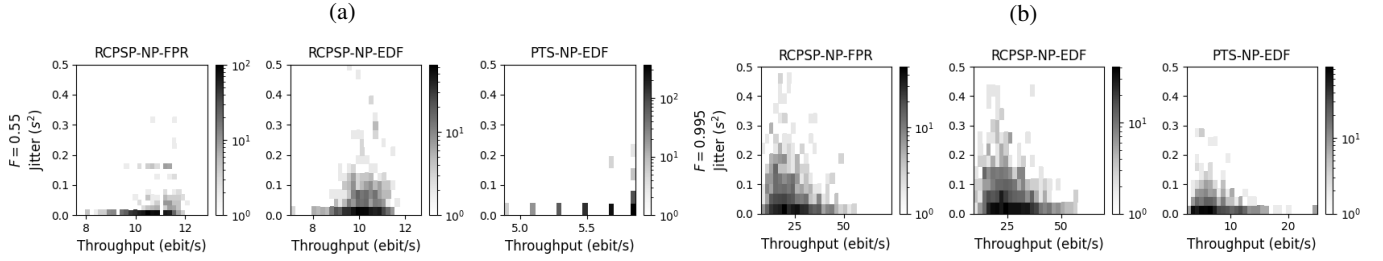 (a)
(b)
RCPSP-NP-FPR
RCPSP-NP-EDF
PTS-NP-EDF
RCPSP-NP-FPR
RCPSP-NP-EDF
PTS-NP-EDF
F = 0.55
Jitter (s²)
0.5
0.4
0.3
0.2
0.1
0.0
8 10 12
Throughput (ebit/s)
10²
10¹
10⁰
0.5
0.4
0.3
0.2
0.1
0.0
8 10 12
Throughput (ebit/s)
10¹
10⁰
0.5
0.4
0.3
0.2
0.1
0.0
5.0 5.5
Throughput (ebit/s)
10²
10¹
10⁰
F = 0.995
Jitter (s²)
0.5
0.4
0.3
0.2
0.1
0.0
25 50
Throughput (ebit/s)
10¹
10⁰
0.5
0.4
0.3
0.2
0.1
0.0
25 50
Throughput (ebit/s)
10¹
10⁰
0.5
0.4
0.3
0.2
0.1
0.0
10 20
Throughput (ebit/s)
10¹
10⁰